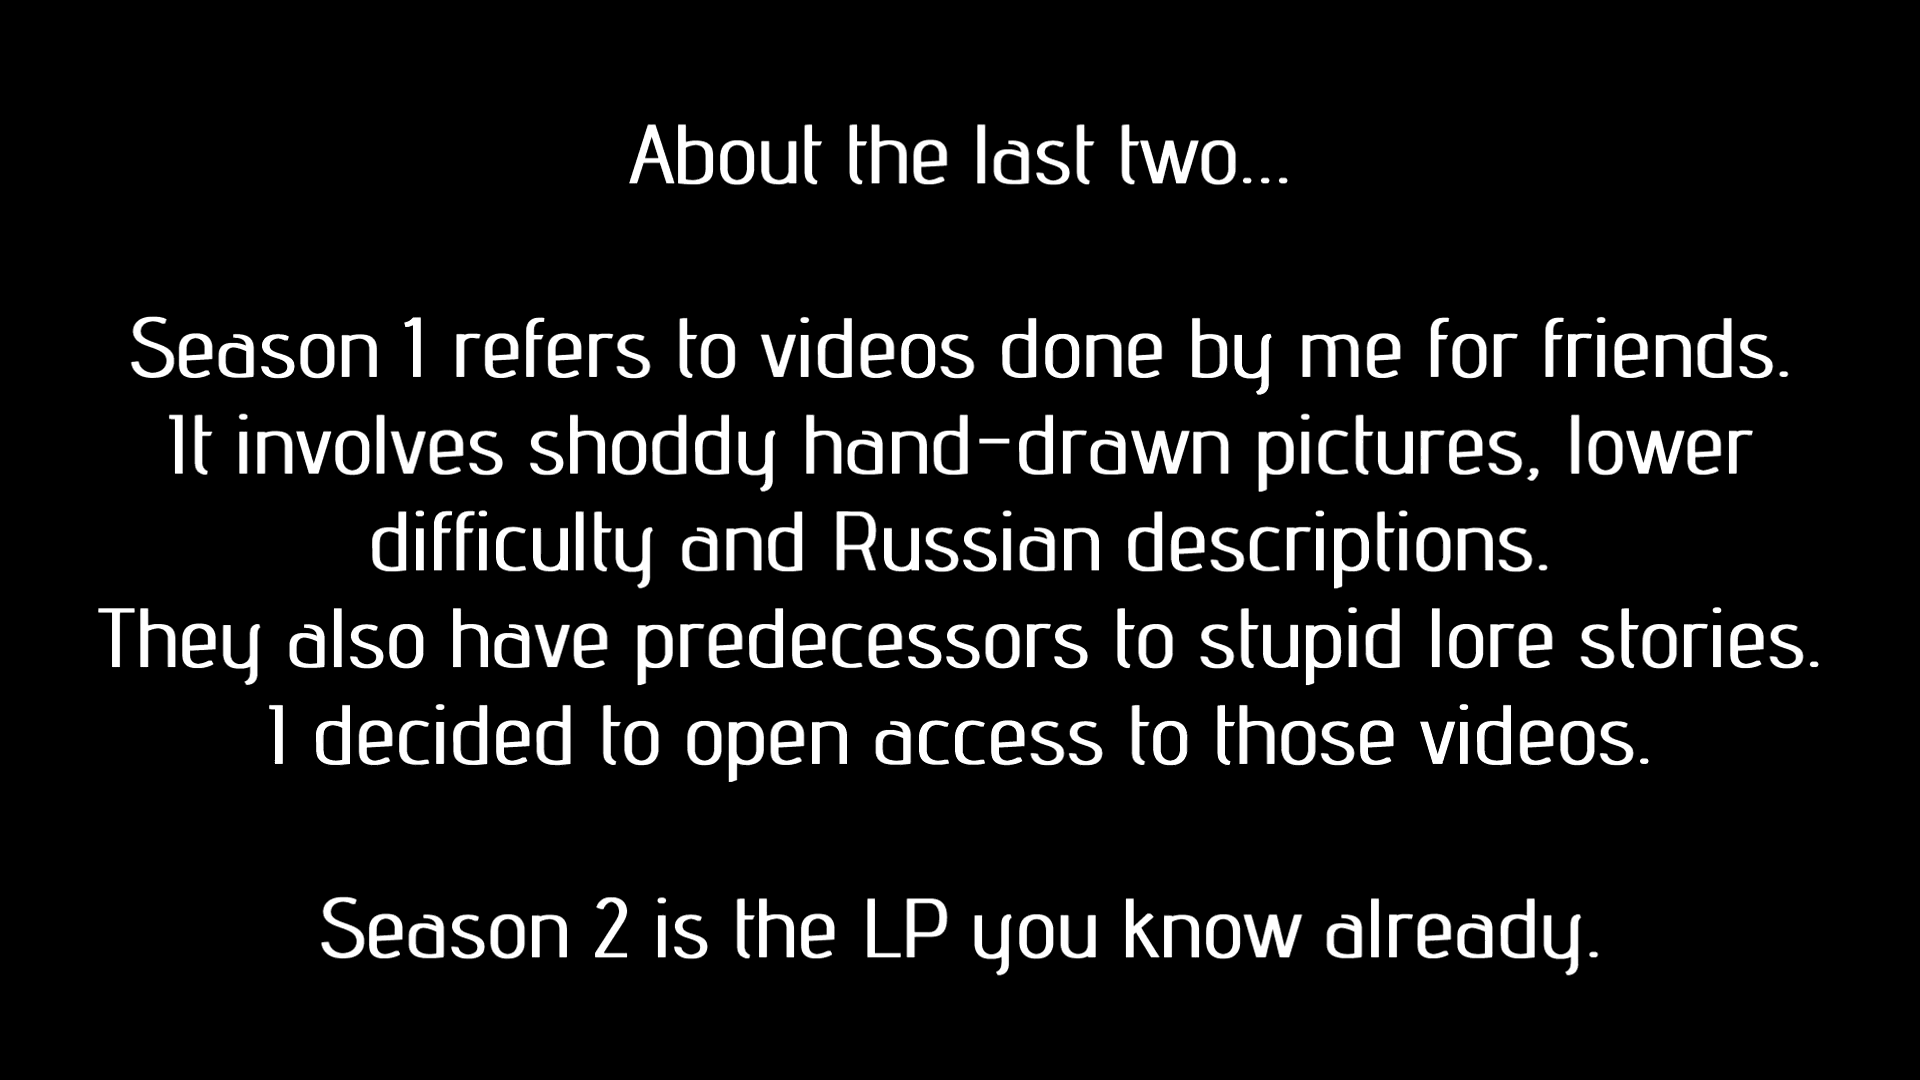 About the last two...
Season 1 refers to videos done by me for friends.
It involves shoddy hand-drawn pictures, lower
difficulty and Russian descriptions.
They also have predecessors to stupid lore stories.
I decided to open access to those videos.
Season 2 is the LP you know already.